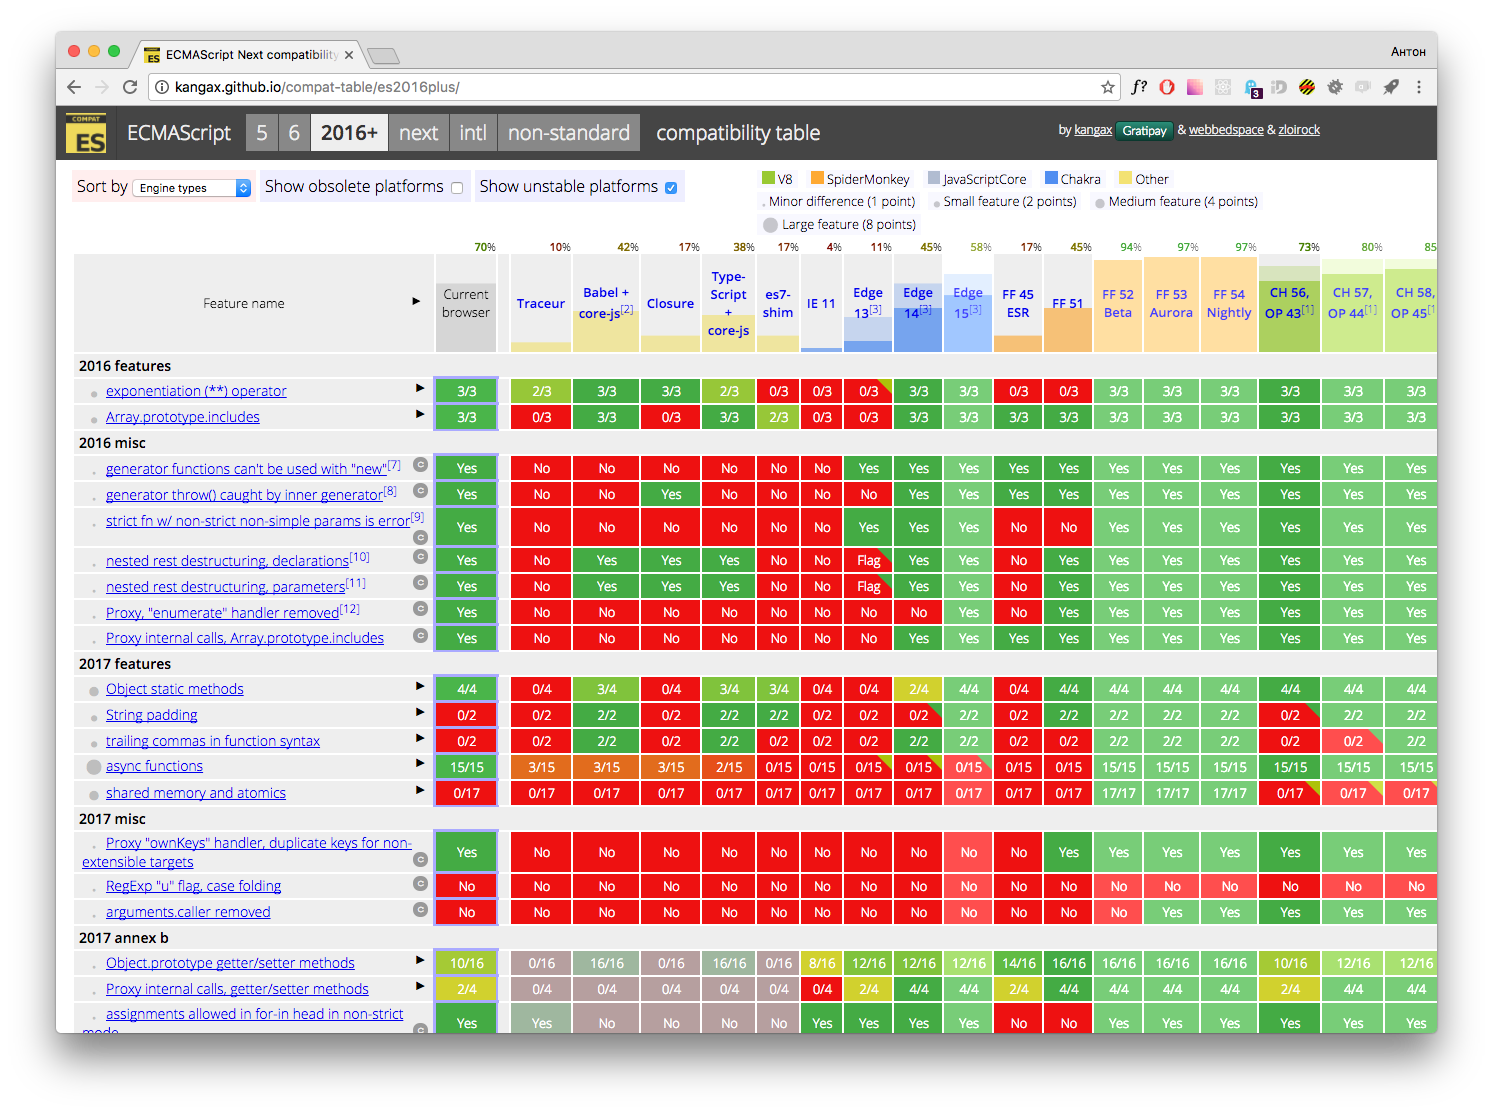 ECMAScript Next compatibility
Антон
kangax.github.io/compat-table/es2016plus/
f?
3
COMPAT
ES
ECMAScript 5 6 2016+ next intl non-standard compatibility table
by kangax Gratipay & webbedspace & zloirock
Sort by Engine types Show obsolete platforms Show unstable platforms
V8 SpiderMonkey JavaScriptCore Chakra Other
Minor difference (1 point) Small feature (2 points) Medium feature (4 points)
Large feature (8 points)
70% 10% 42% 17% 38% 17% 4% 11% 45% 58% 17% 45% 94% 97% 97% 73% 80% 85
Feature name Current browser Traceur Babel + core-js[2] Closure Type-Script + core-js es7-shim IE 11 Edge 13[3] Edge 14[3] Edge 15[3] FF 45 ESR FF 51 FF 52 Beta FF 53 Aurora FF 54 Nightly CH 56, OP 43[1] CH 57, OP 44[1] CH 58, OP 45[1
2016 features
exponentiation (**) operator 3/3 2/3 3/3 3/3 2/3 0/3 0/3 0/3 3/3 3/3 0/3 0/3 3/3 3/3 3/3 3/3 3/3 3/3
Array.prototype.includes 3/3 0/3 3/3 0/3 3/3 2/3 0/3 0/3 3/3 3/3 3/3 3/3 3/3 3/3 3/3 3/3 3/3 3/3
2016 misc
generator functions can't be used with "new"[7] c Yes No No No No No No Yes Yes Yes Yes Yes Yes Yes Yes Yes Yes Yes
generator throw() caught by inner generator[8] c Yes No No Yes No No No No Yes Yes Yes Yes Yes Yes Yes Yes Yes Yes
strict fn w/ non-strict non-simple params is error[9] c Yes No No No No No No Yes Yes Yes No No Yes Yes Yes Yes Yes Yes
nested rest destructuring, declarations[10] c Yes No Yes Yes Yes No No Flag Yes Yes No Yes Yes Yes Yes Yes Yes Yes
nested rest destructuring, parameters[11] c Yes No Yes Yes Yes No No Flag Yes Yes No Yes Yes Yes Yes Yes Yes Yes
Proxy, "enumerate" handler removed[12] c Yes No No No No No No No No Yes No Yes Yes Yes Yes Yes Yes Yes
Proxy internal calls, Array.prototype.includes c Yes No No No No No No No Yes Yes Yes Yes Yes Yes Yes Yes Yes Yes
2017 features
Object static methods 4/4 0/4 3/4 0/4 3/4 3/4 0/4 0/4 2/4 4/4 0/4 4/4 4/4 4/4 4/4 4/4 4/4 4/4
String padding 0/2 0/2 2/2 0/2 2/2 2/2 0/2 0/2 0/2 2/2 0/2 2/2 2/2 2/2 2/2 0/2 2/2 2/2
trailing commas in function syntax 0/2 0/2 2/2 0/2 2/2 0/2 0/2 0/2 2/2 2/2 0/2 0/2 2/2 2/2 2/2 0/2 0/2 2/2
async functions 15/15 3/15 3/15 3/15 2/15 0/15 0/15 0/15 0/15 0/15 0/15 0/15 15/15 15/15 15/15 15/15 15/15 15/15
shared memory and atomics 0/17 0/17 0/17 0/17 0/17 0/17 0/17 0/17 0/17 0/17 0/17 0/17 17/17 17/17 17/17 0/17 0/17 0/17
2017 misc
Proxy "ownKeys" handler, duplicate keys for non-
extensible targets c Yes No No No No No No No No No No Yes Yes Yes Yes Yes Yes Yes
RegExp "u" flag, case folding c No No No No No No No No No No No No No No No No No No
arguments.caller removed c No No No No No No No No No No No No No Yes Yes Yes Yes Yes
2017 annex b
Object.prototype getter/setter methods 10/16 0/16 16/16 0/16 16/16 0/16 8/16 12/16 12/16 12/16 14/16 16/16 16/16 16/16 16/16 10/16 12/16 12/16
Proxy internal calls, getter/setter methods 2/4 0/4 0/4 0/4 0/4 0/4 0/4 2/4 4/4 4/4 2/4 4/4 4/4 4/4 4/4 2/4 4/4 4/4
assignments allowed in for-in head in non-strict
mode c Yes Yes No No No No Yes Yes Yes Yes No No Yes Yes Yes Yes Yes Yes